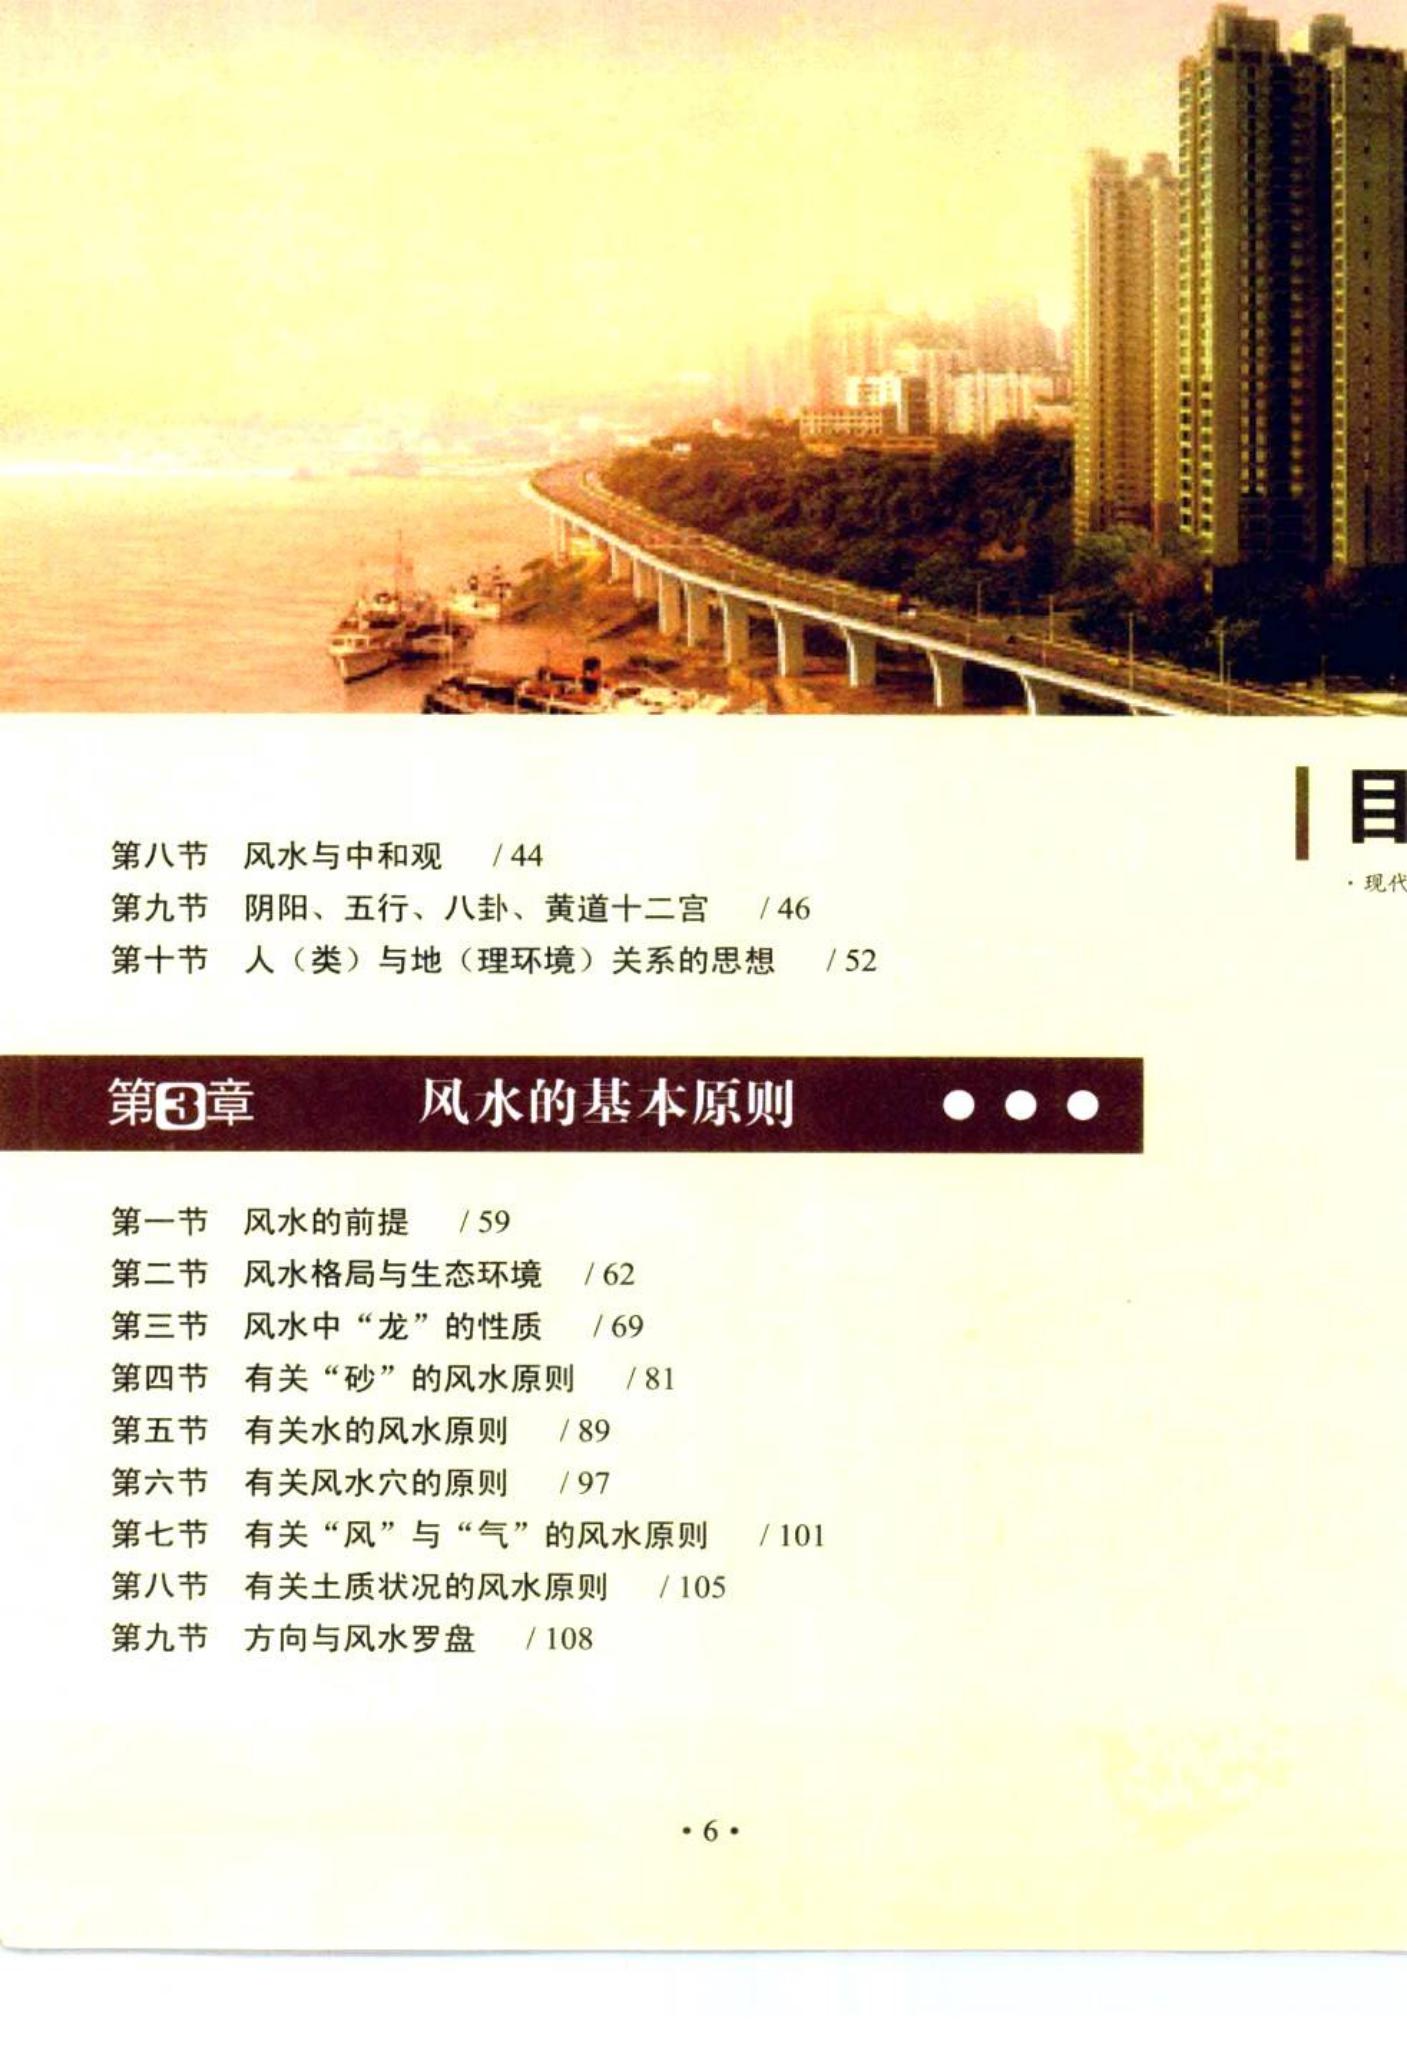 目
·现代
第八节 风水与中和观 / 44
第九节 阴阳、五行、八卦、黄道十二宫 / 46
第十节 人（类）与地（理环境）关系的思想 / 52
第3章 风水的基本原则
第一节 风水的前提 / 59
第二节 风水格局与生态环境 / 62
第三节 风水中“龙”的性质 / 69
第四节 有关“砂”的风水原则 / 81
第五节 有关水的风水原则 / 89
第六节 有关风水穴的原则 / 97
第七节 有关“风”与“气”的风水原则 / 101
第八节 有关土质状况的风水原则 / 105
第九节 方向与风水罗盘 / 108
·6·